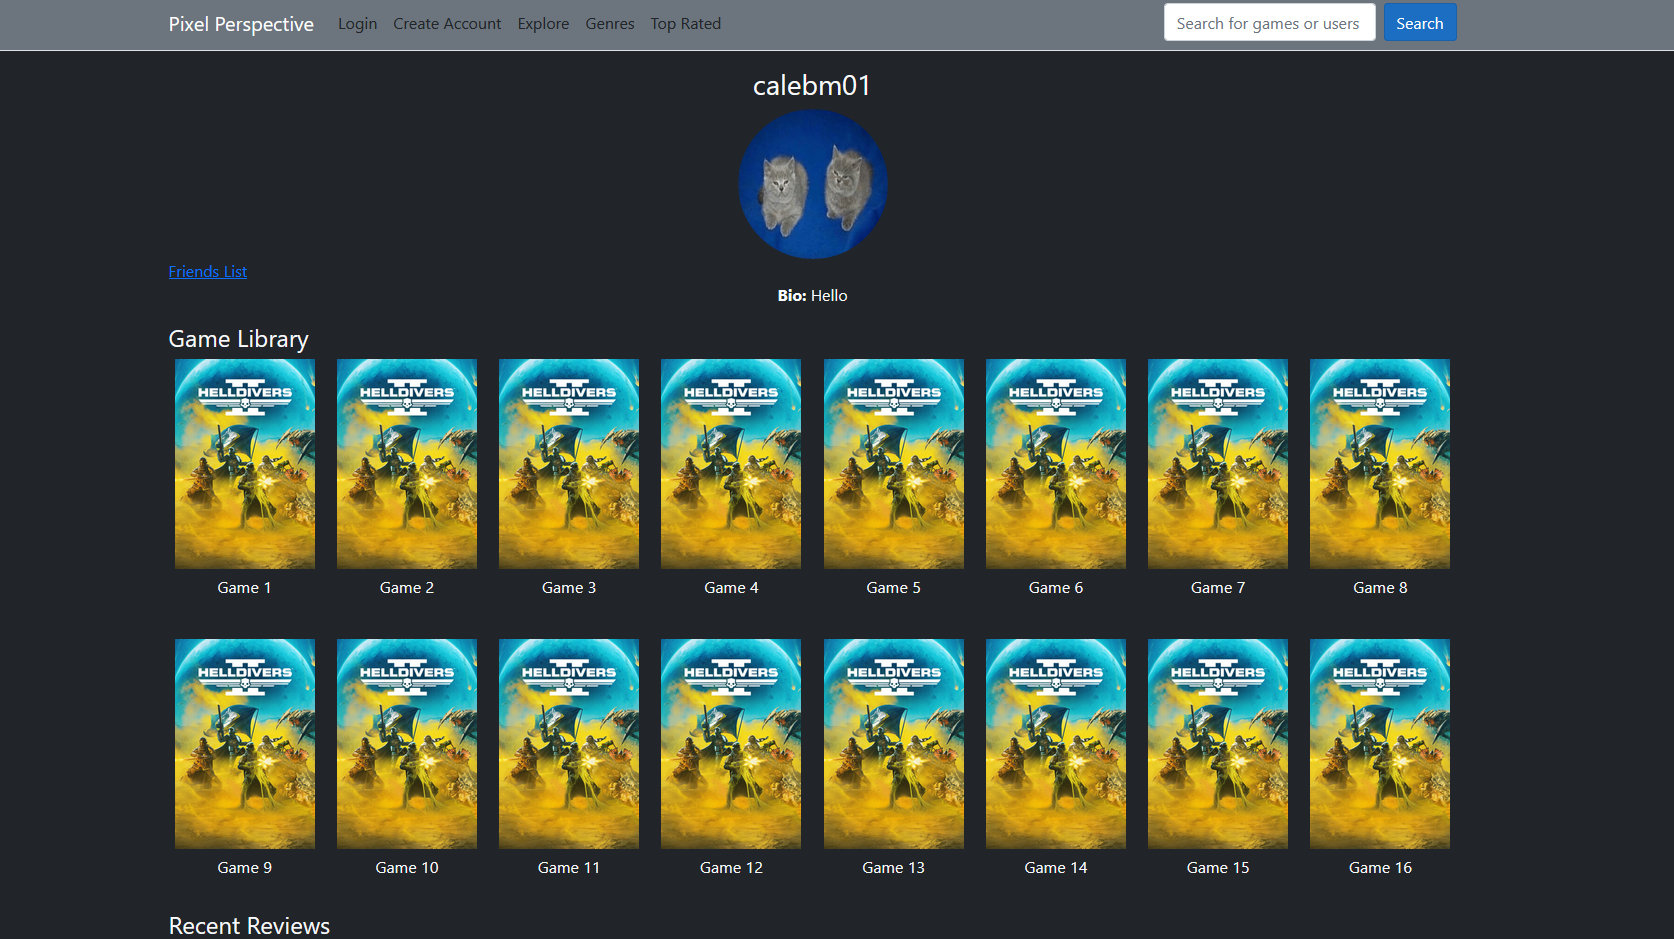 Pixel Perspective Login Create Account Explore Genres Top Rated Search for games or users Search
calebm01
Friends List
Bio: Hello
Game Library
HELLDIVERS HELLDIVERS HELLDIVERS HELLDIVERS HELLDIVERS HELLDIVERS HELLDIVERS HELLDIVERS
II II II II II II II II
Game 1 Game 2 Game 3 Game 4 Game 5 Game 6 Game 7 Game 8
HELLDIVERS HELLDIVERS HELLDIVERS HELLDIVERS HELLDIVERS HELLDIVERS HELLDIVERS HELLDIVERS
II II II II II II II II
Game 9 Game 10 Game 11 Game 12 Game 13 Game 14 Game 15 Game 16
Recent Reviews